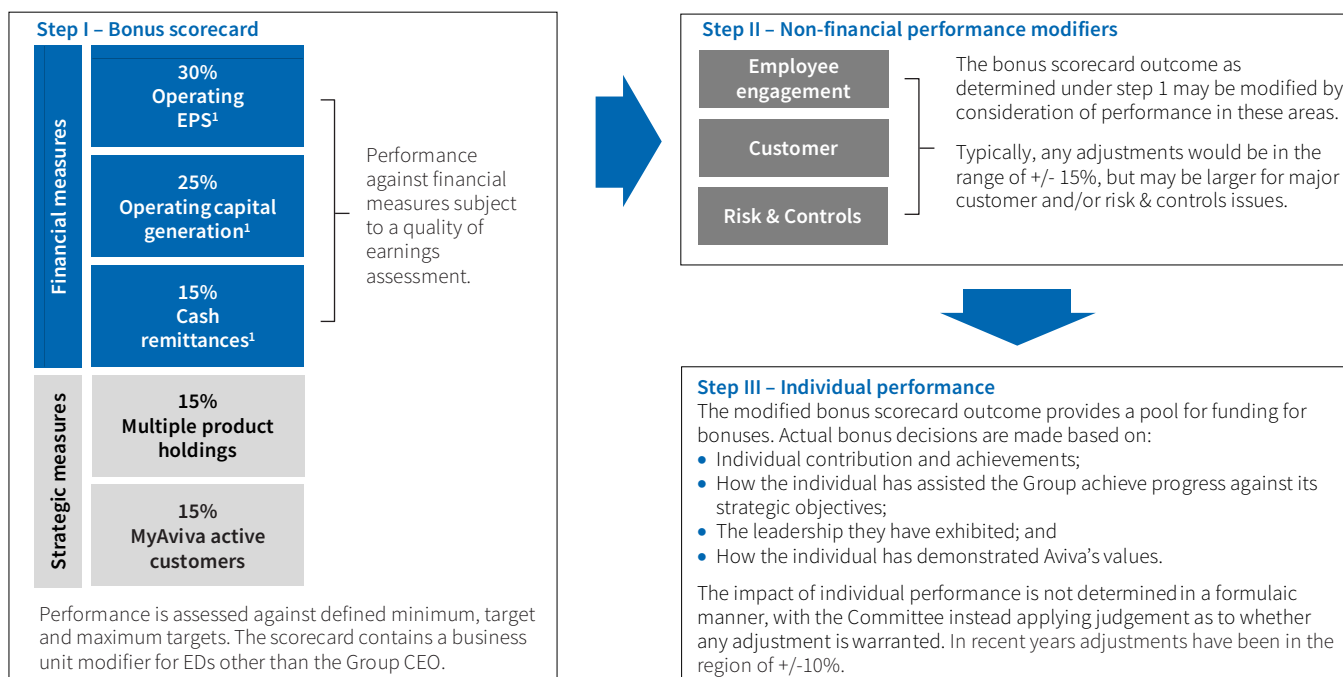 Step I – Bonus scorecard
Financial measures
30%
Operating
EPS¹
25%
Operating capital
generation¹
15%
Cash
remittances¹
Performance
against financial
measures subject
to a quality of
earnings
assessment.
Strategic measures
15%
Multiple product
holdings
15%
MyAviva active
customers
Performance is assessed against defined minimum, target
and maximum targets. The scorecard contains a business
unit modifier for EDs other than the Group CEO.
Step II – Non-financial performance modifiers
Employee
engagement
Customer
Risk & Controls
The bonus scorecard outcome as
determined under step 1 may be modified by
consideration of performance in these areas.
Typically, any adjustments would be in the
range of +/- 15%, but may be larger for major
customer and/or risk & controls issues.
Step III – Individual performance
The modified bonus scorecard outcome provides a pool for funding for
bonuses. Actual bonus decisions are made based on:
• Individual contribution and achievements;
• How the individual has assisted the Group achieve progress against its
strategic objectives;
• The leadership they have exhibited; and
• How the individual has demonstrated Aviva's values.
The impact of individual performance is not determined in a formulaic
manner, with the Committee instead applying judgement as to whether
any adjustment is warranted. In recent years adjustments have been in the
region of +/-10%.